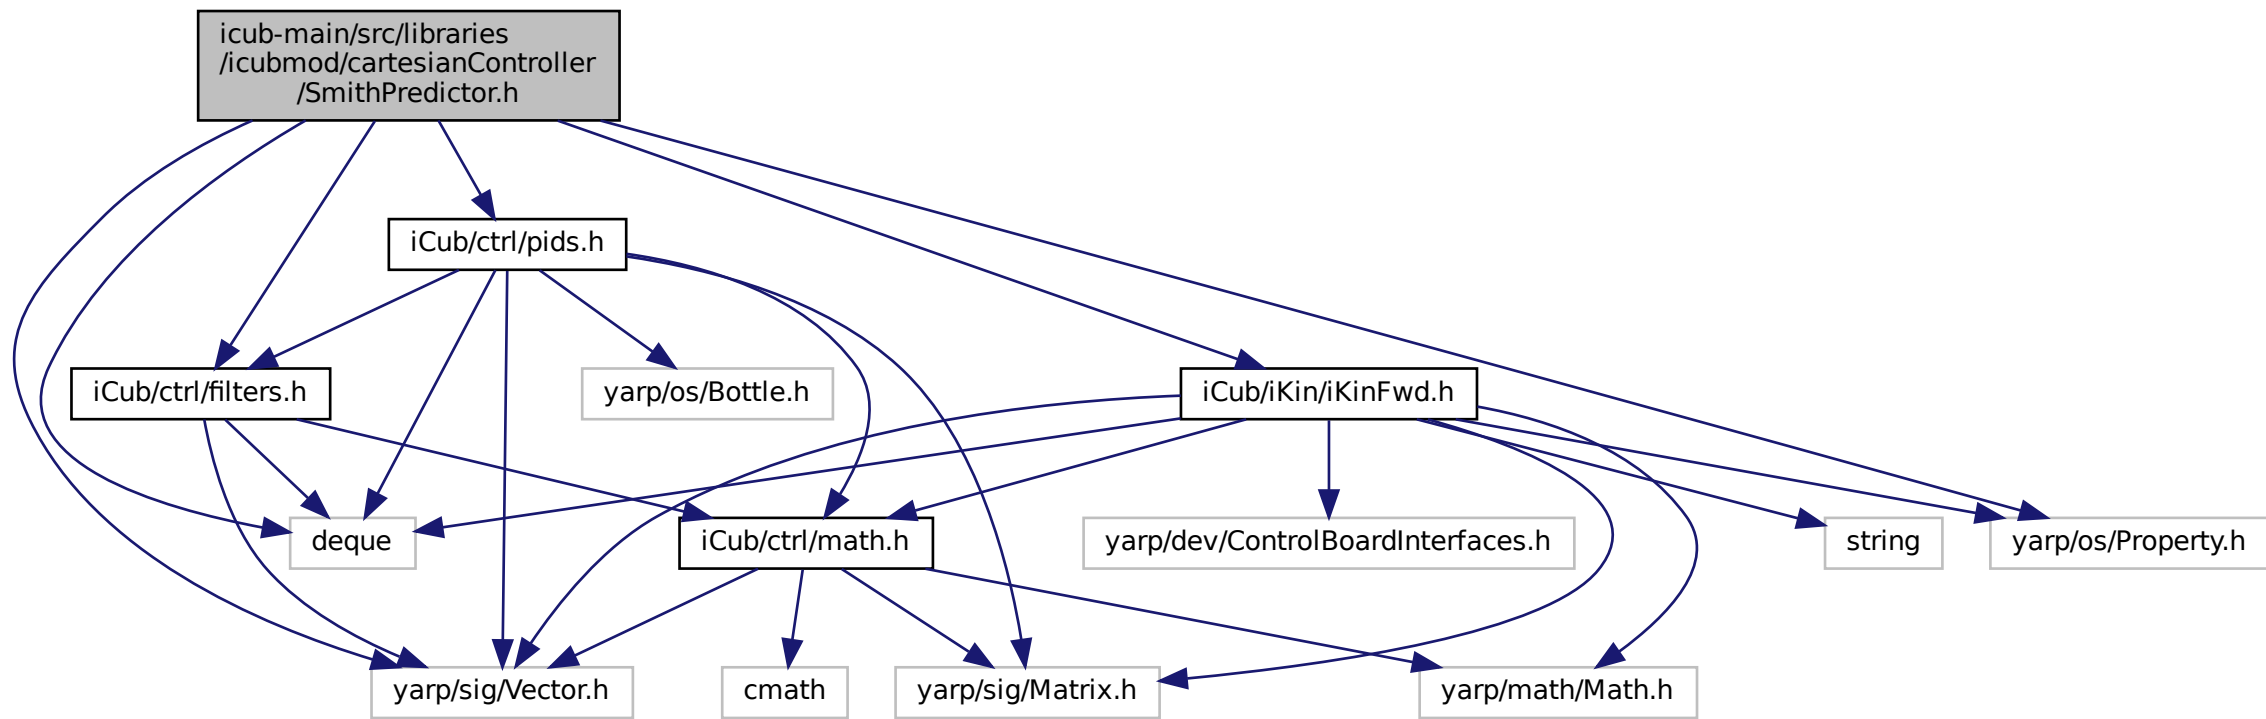 icub-main/src/libraries
/icubmod/cartesianController
/SmithPredictor.h
iCub/ctrl/pids.h
iCub/ctrl/filters.h
yarp/os/Bottle.h
iCub/iKin/iKinFwd.h
deque
iCub/ctrl/math.h
yarp/dev/ControlBoardInterfaces.h
string
yarp/os/Property.h
yarp/sig/Vector.h
cmath
yarp/sig/Matrix.h
yarp/math/Math.h